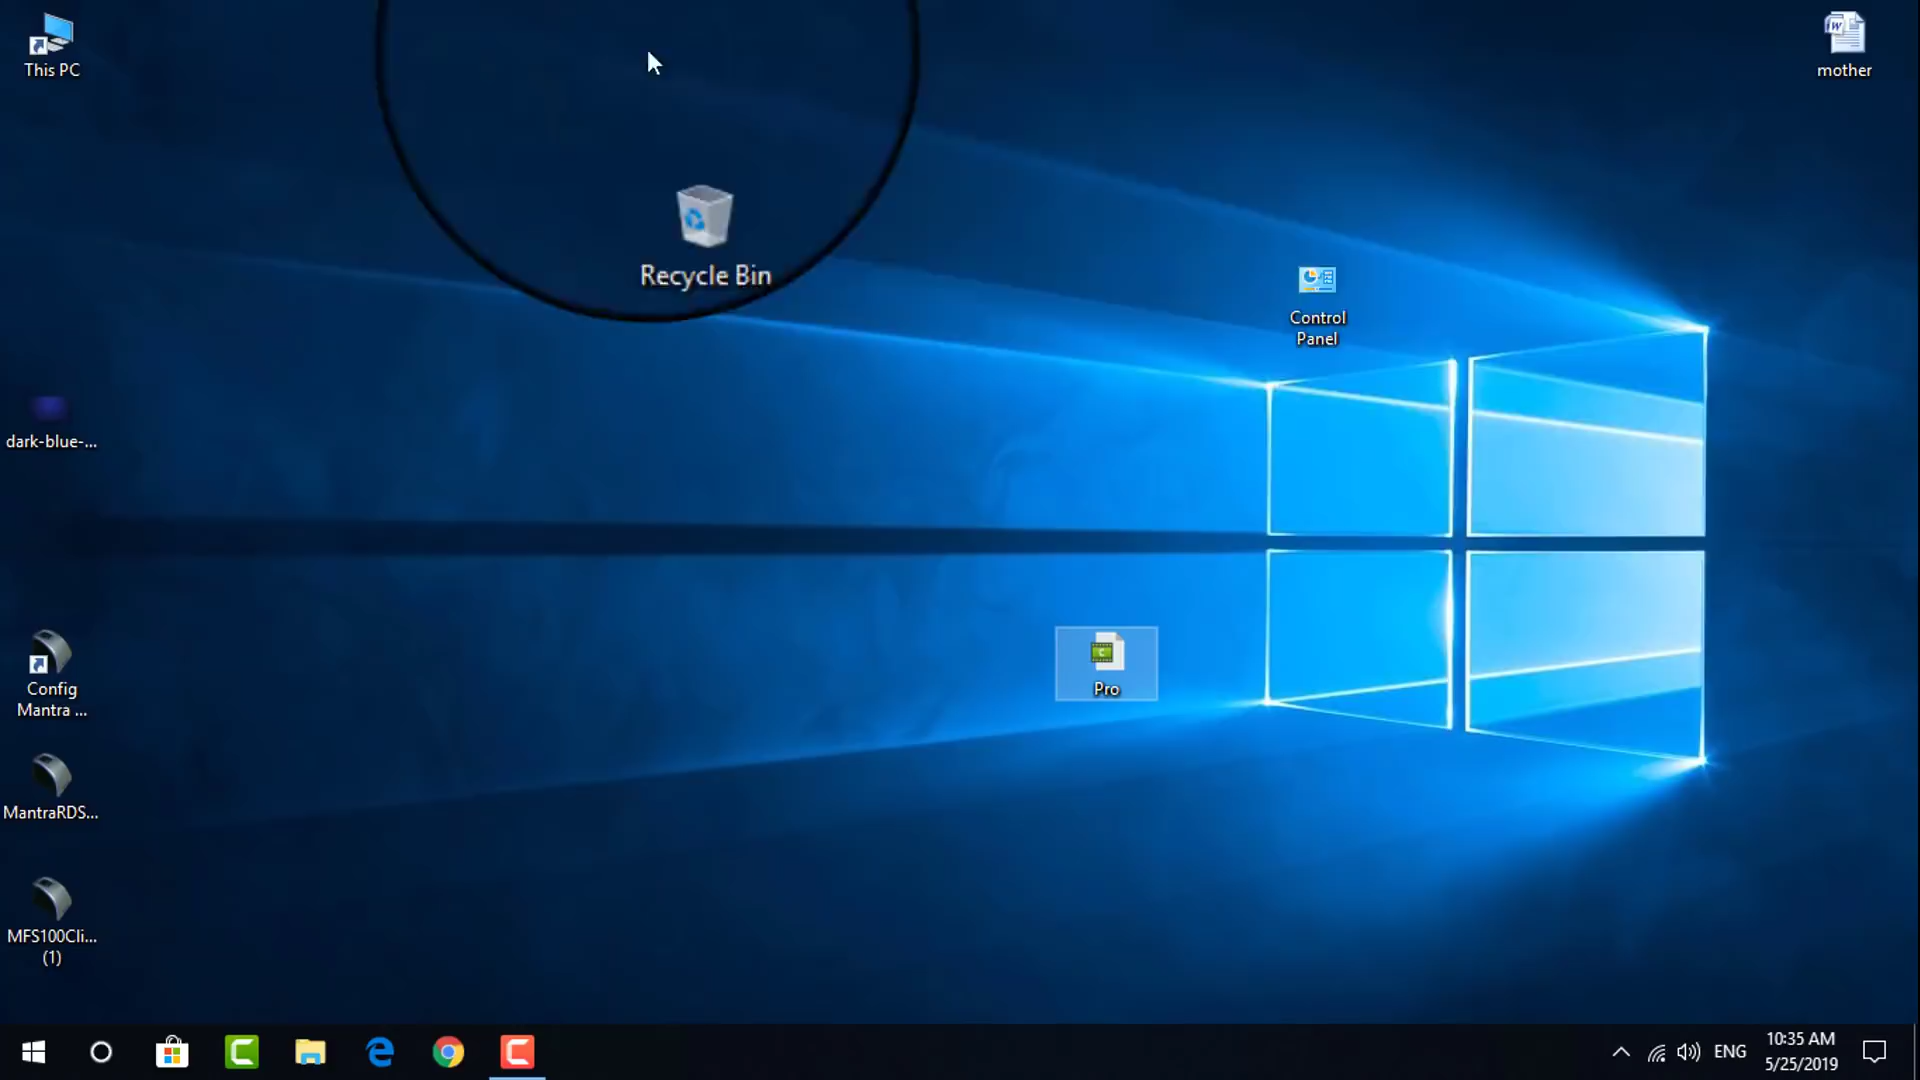 This PC
mother
Recycle Bin
Control
Panel
dark-blue-...
Config
Mantra ...
Pro
MantraRDS...
MFS100Cli...
(1)
ENG
10:35 AM
5/25/2019